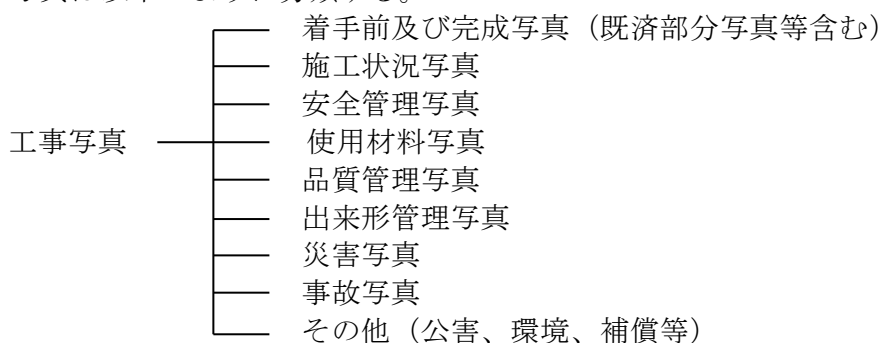 着手前及び完成写真（既済部分写真等含む）
施工状況写真
安全管理写真
工事写真 使用材料写真
品質管理写真
出来形管理写真
災害写真
事故写真
その他（公害、環境、補償等）